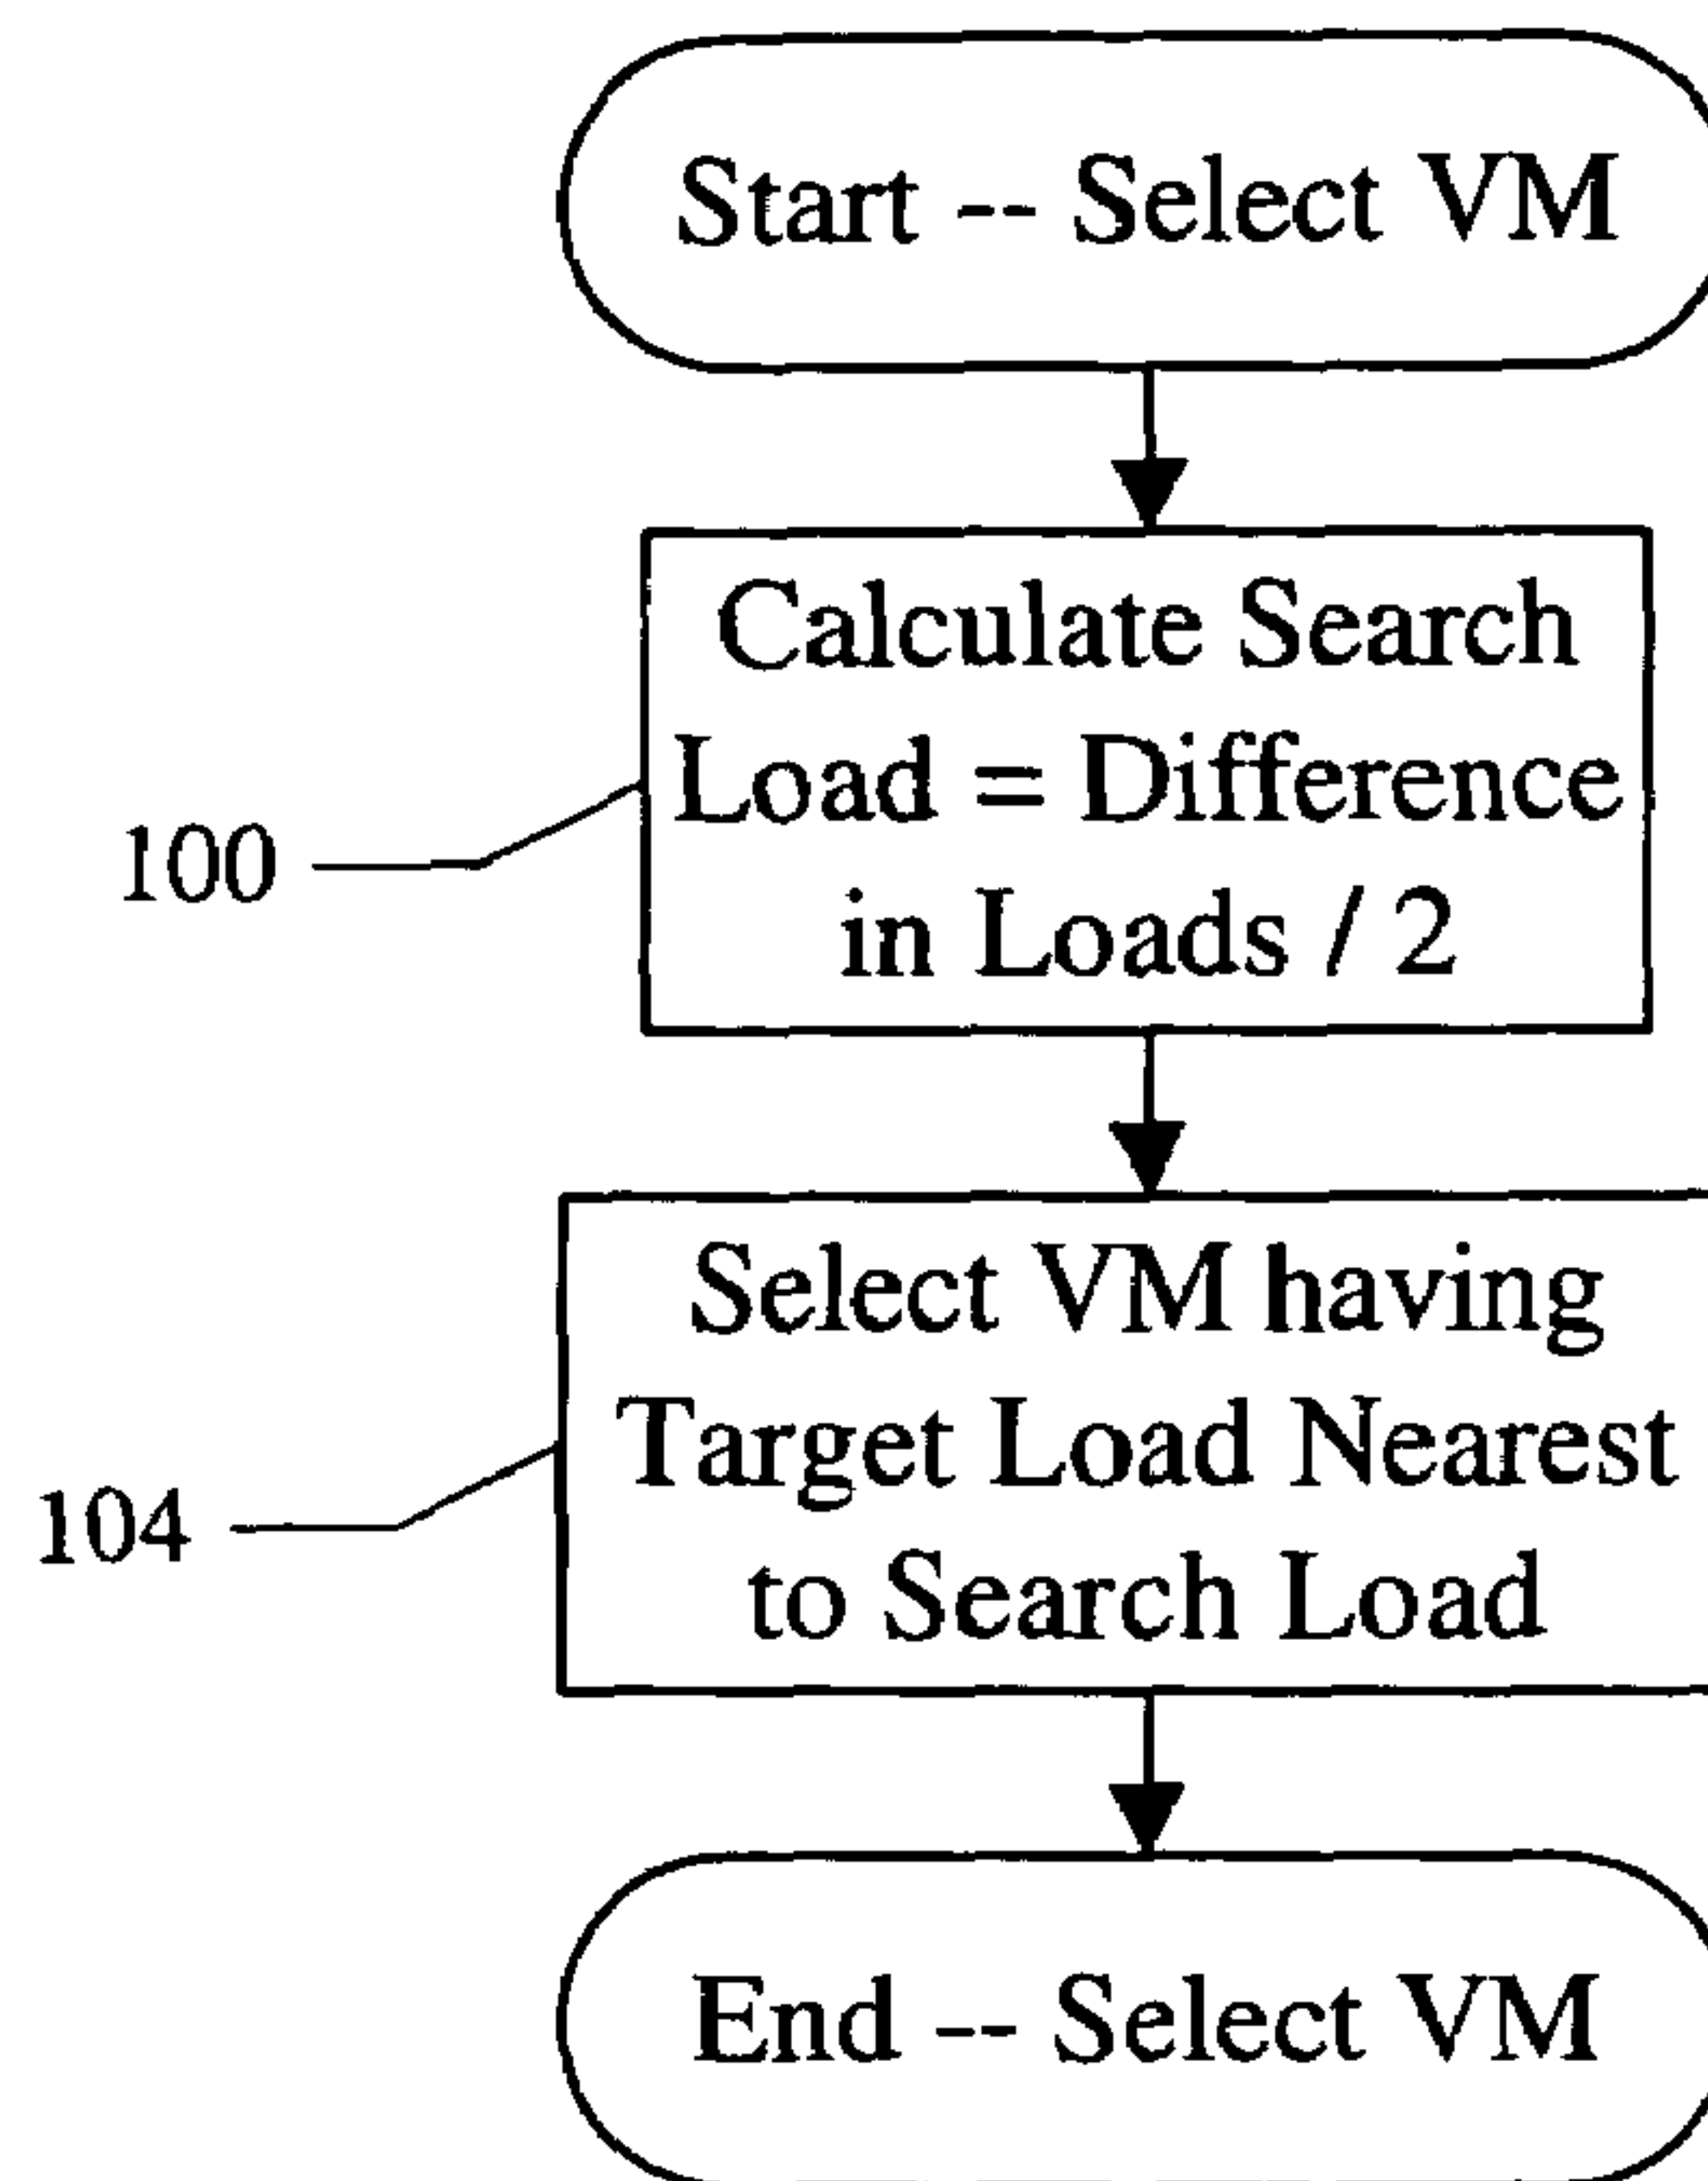 Start -- Select VM
Calculate Search
Load = Difference
in Loads / 2
100
Select VM having
Target Load Nearest
to Search Load
104
End -- Select VM